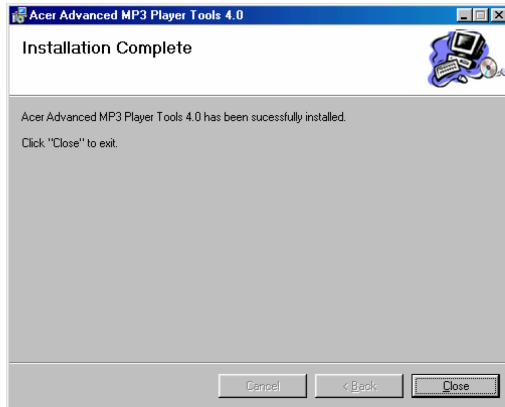 Acer Advanced MP3 Player Tools 4.0
Installation Complete
Acer Advanced MP3 Player Tools 4.0 has been sucessfully installed.
Click "Close" to exit.
Cancel
< Back
Close